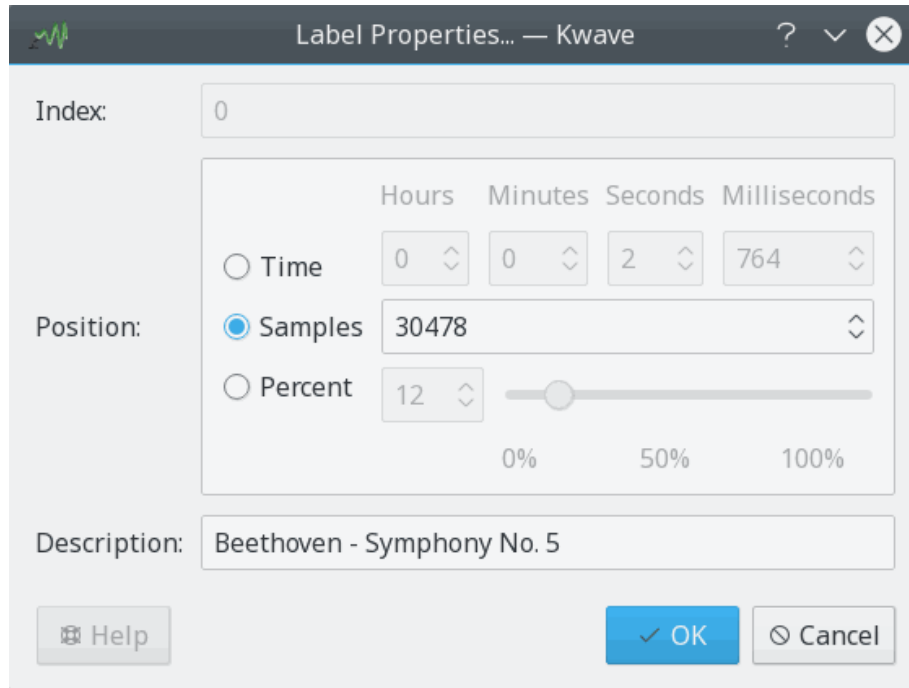 Label Properties... — Kwave
Index: 0
Hours Minutes Seconds Milliseconds
Time 0 0 2 764
Position: Samples 30478
Percent 12
0% 50% 100%
Description: Beethoven - Symphony No. 5
Help OK Cancel